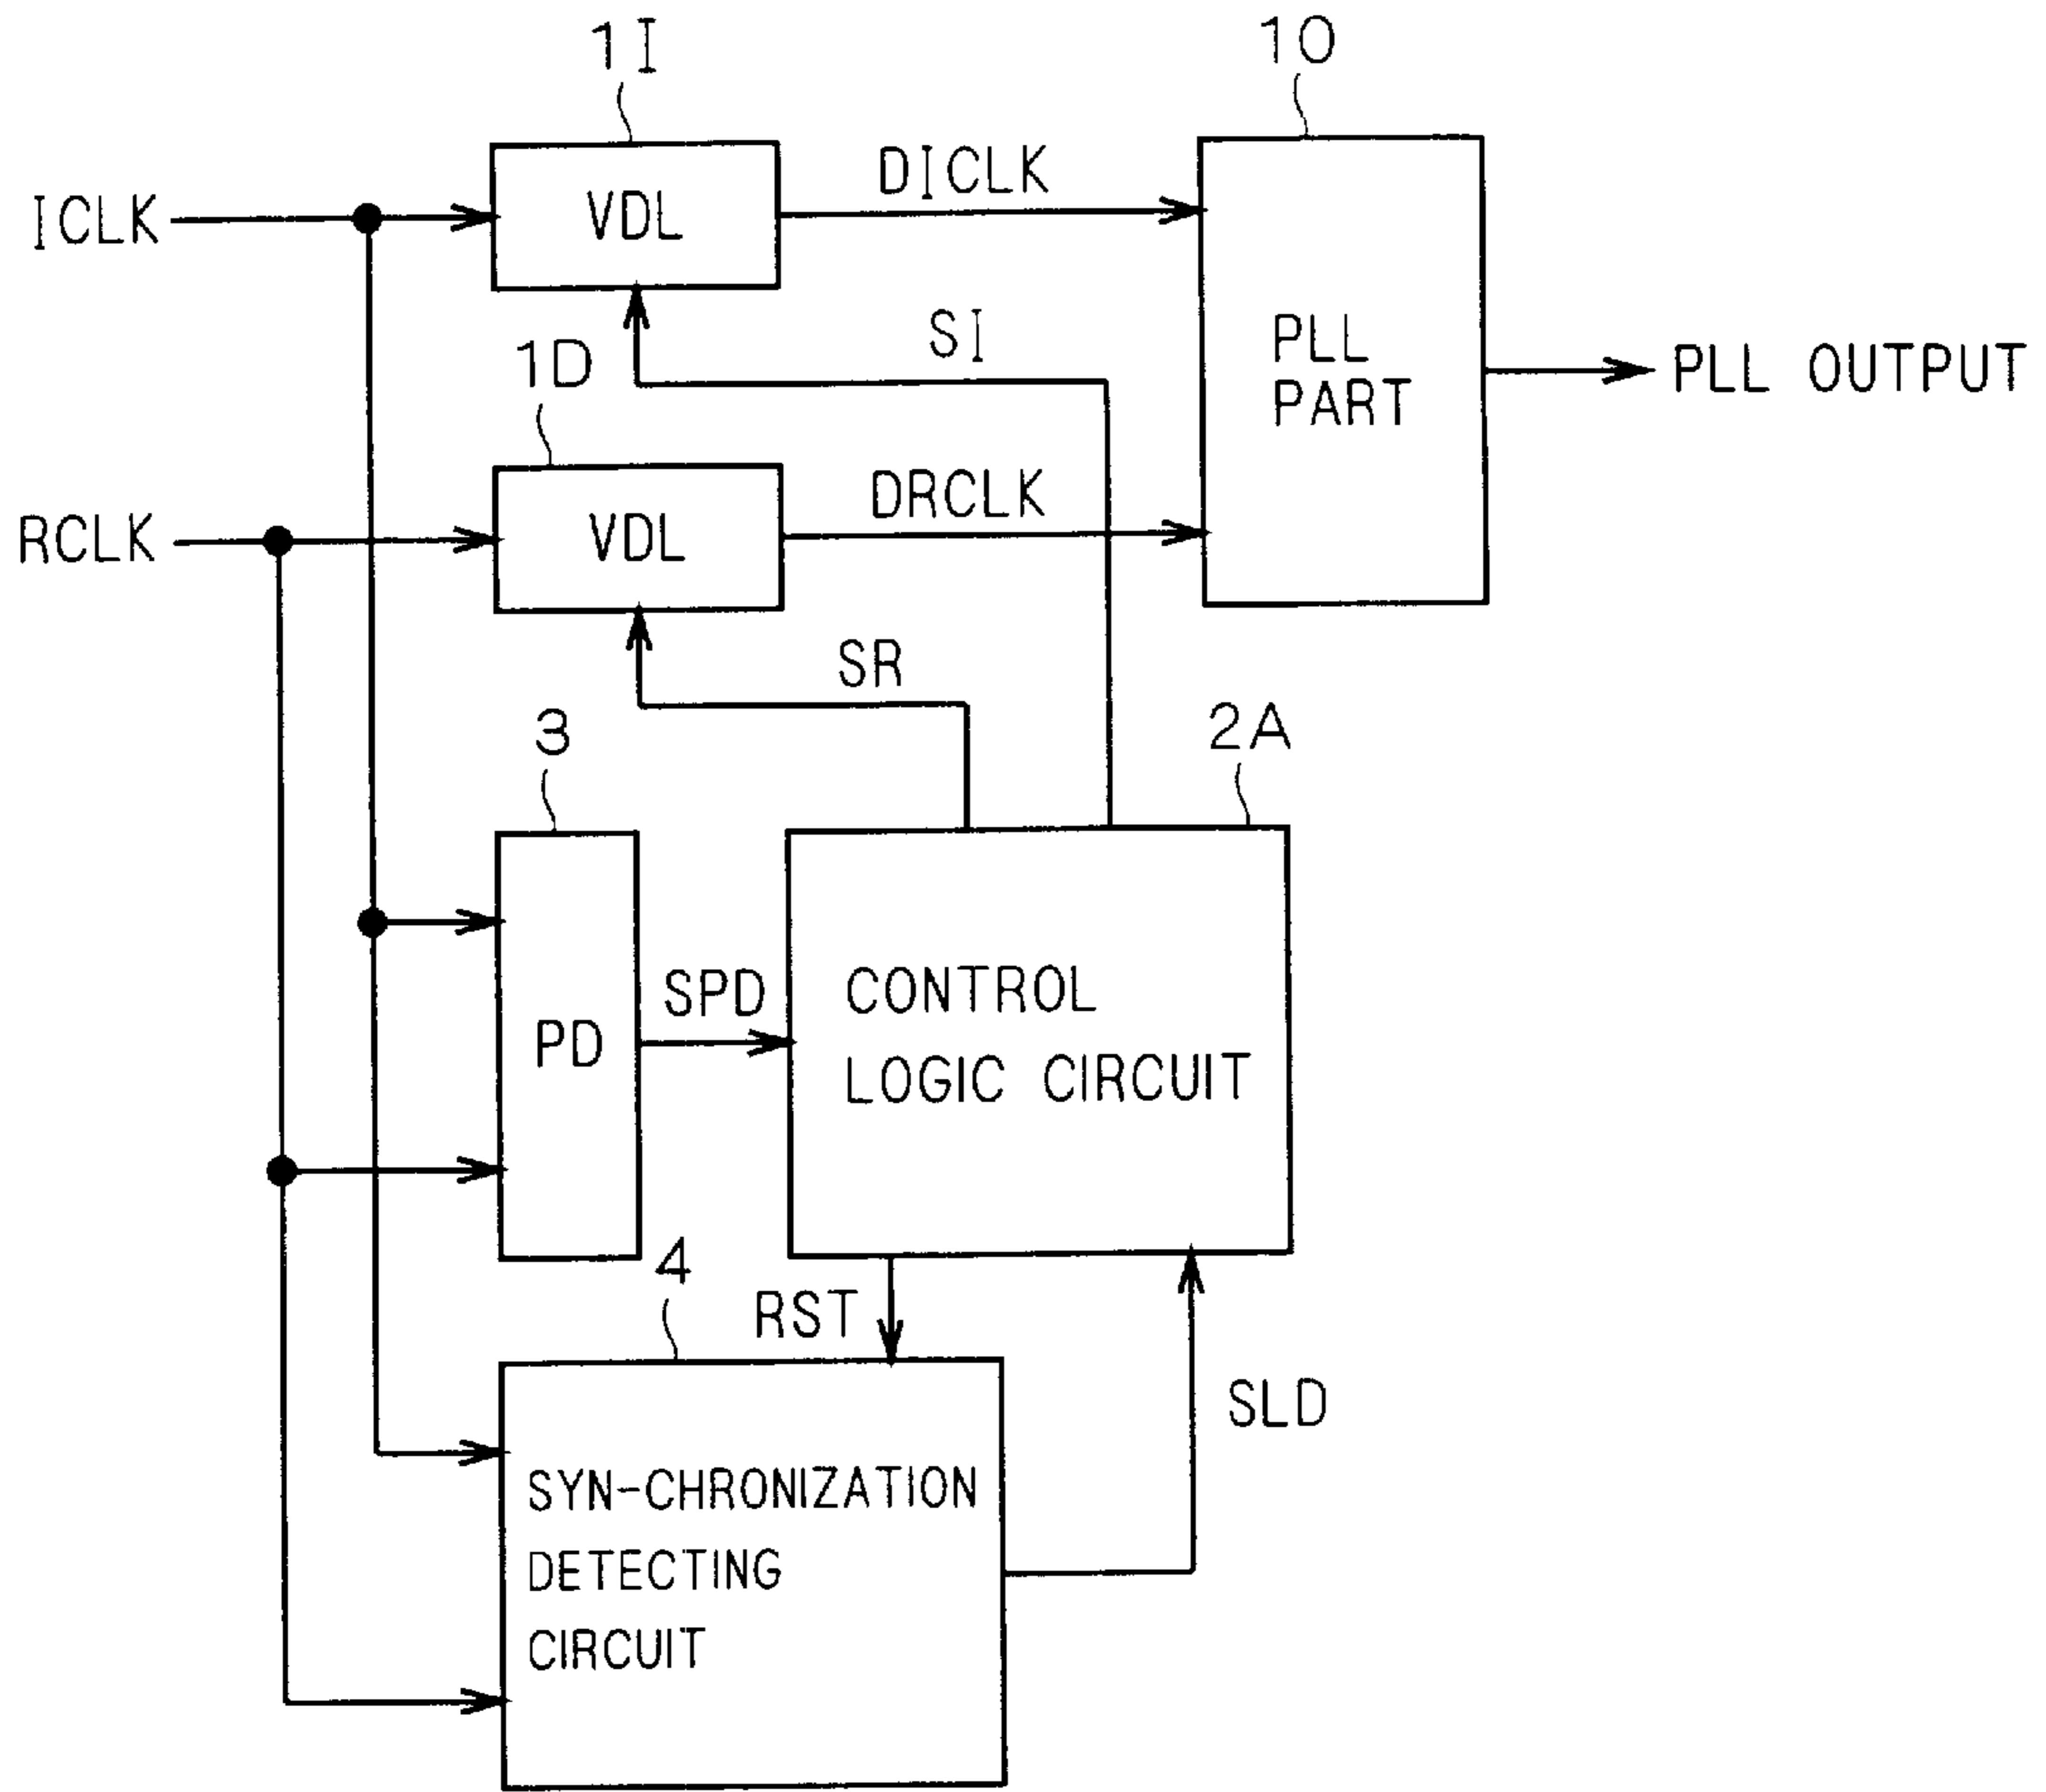 1I
10
ICLK
VDL
DICLK
SI
PLL
PART
PLL OUTPUT
1D
RCLK
VDL
DRCLK
SR
3
2A
PD
SPD
CONTROL
LOGIC CIRCUIT
4
RST
SLD
SYN-CHRONIZATION
DETECTING
CIRCUIT